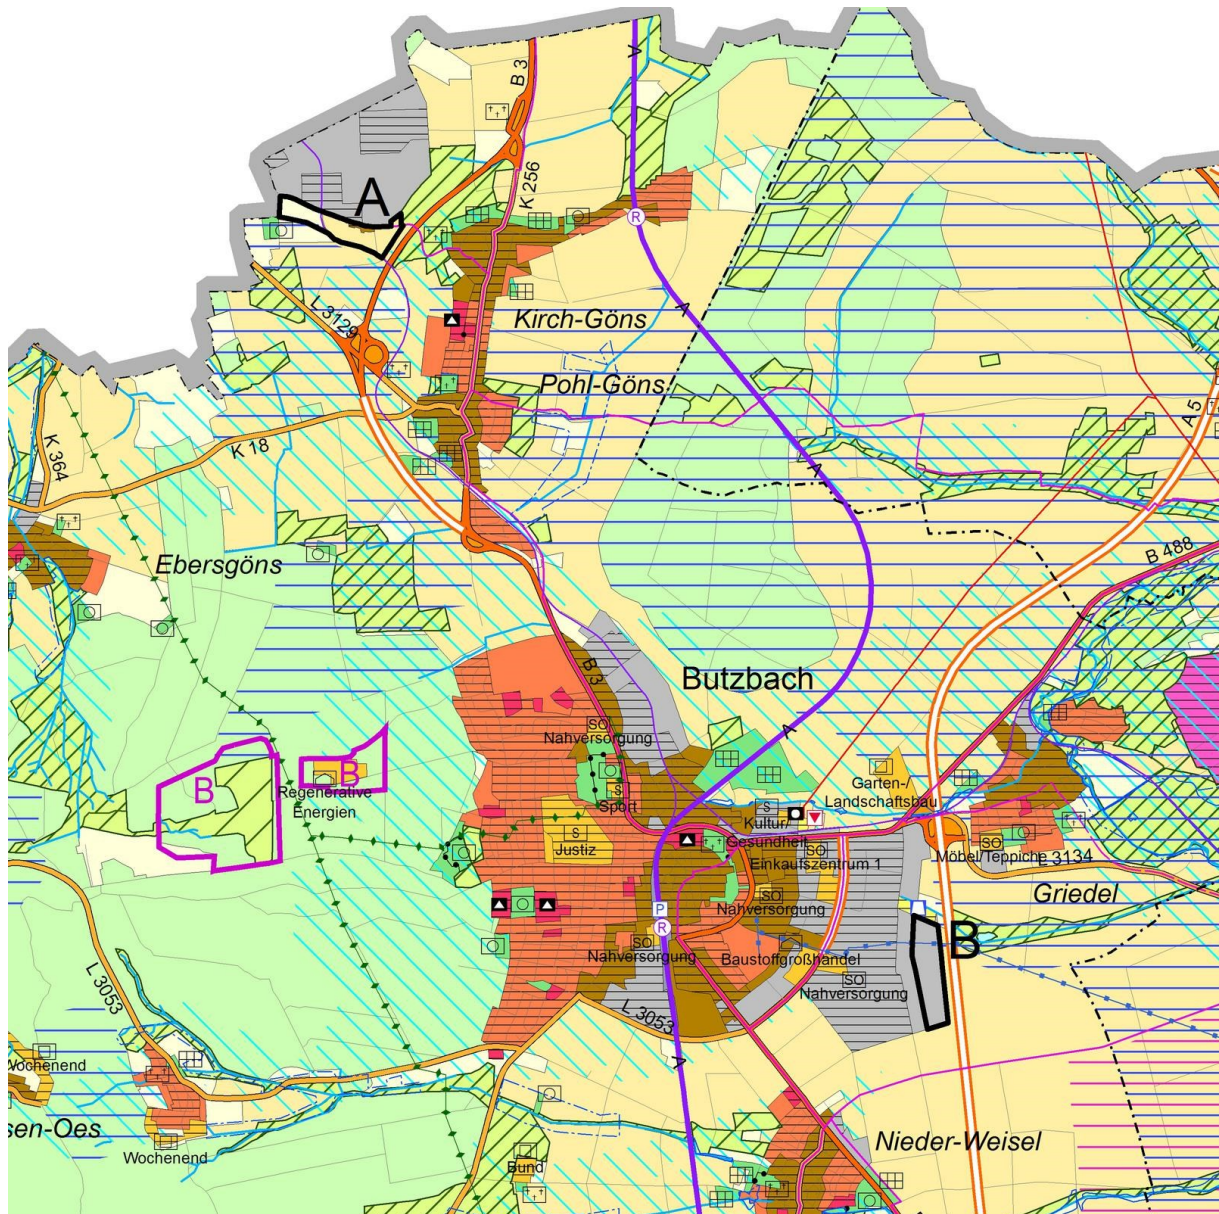 A
B 3
K 256
R
A
Kirch-Göns
L 3129
Pohl-Göns
A
A 5
K 364
K 18
A
B 488
Ebersgöns
B 3
Butzbach
SO
Nahversorgung
A
Garten-/
Landschaftsbau
B
B
Regenerative
Energien
S
Sport
S
Kultur/
Gesundheit
S
Justiz
SO
Einkaufszentrum 1
SO
Möbel/Teppiche
L 3134
Griedel
SO
Nahversorgung
P
R
SO
Nahversorgung
Baustoffgroßhandel
B
SO
Nahversorgung
L 3053
L 3053
A
Wochenend
sen-Oes
Wochenend
Bund
Nieder-Weisel